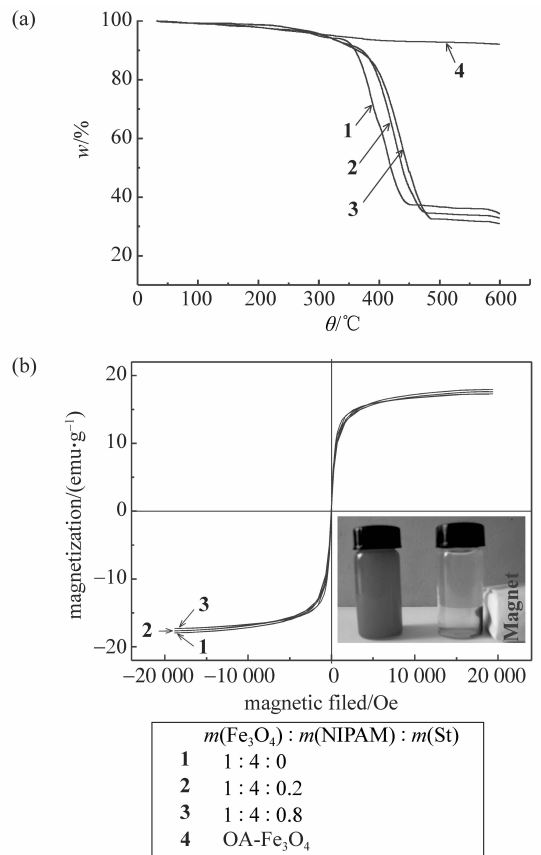 (a)
100
80
60
40
20
w/%
1
2
3
4
0
100
200
300
400
500
600
θ/℃
(b)
20
10
0
−10
−20
magnetization/(emu·g⁻¹)
3
2
1
Magnet
−20 000
−10 000
0
10 000
20 000
magnetic filed/Oe
m(Fe₃O₄) : m(NIPAM) : m(St)
1 1 : 4 : 0
2 1 : 4 : 0.2
3 1 : 4 : 0.8
4 OA-Fe₃O₄